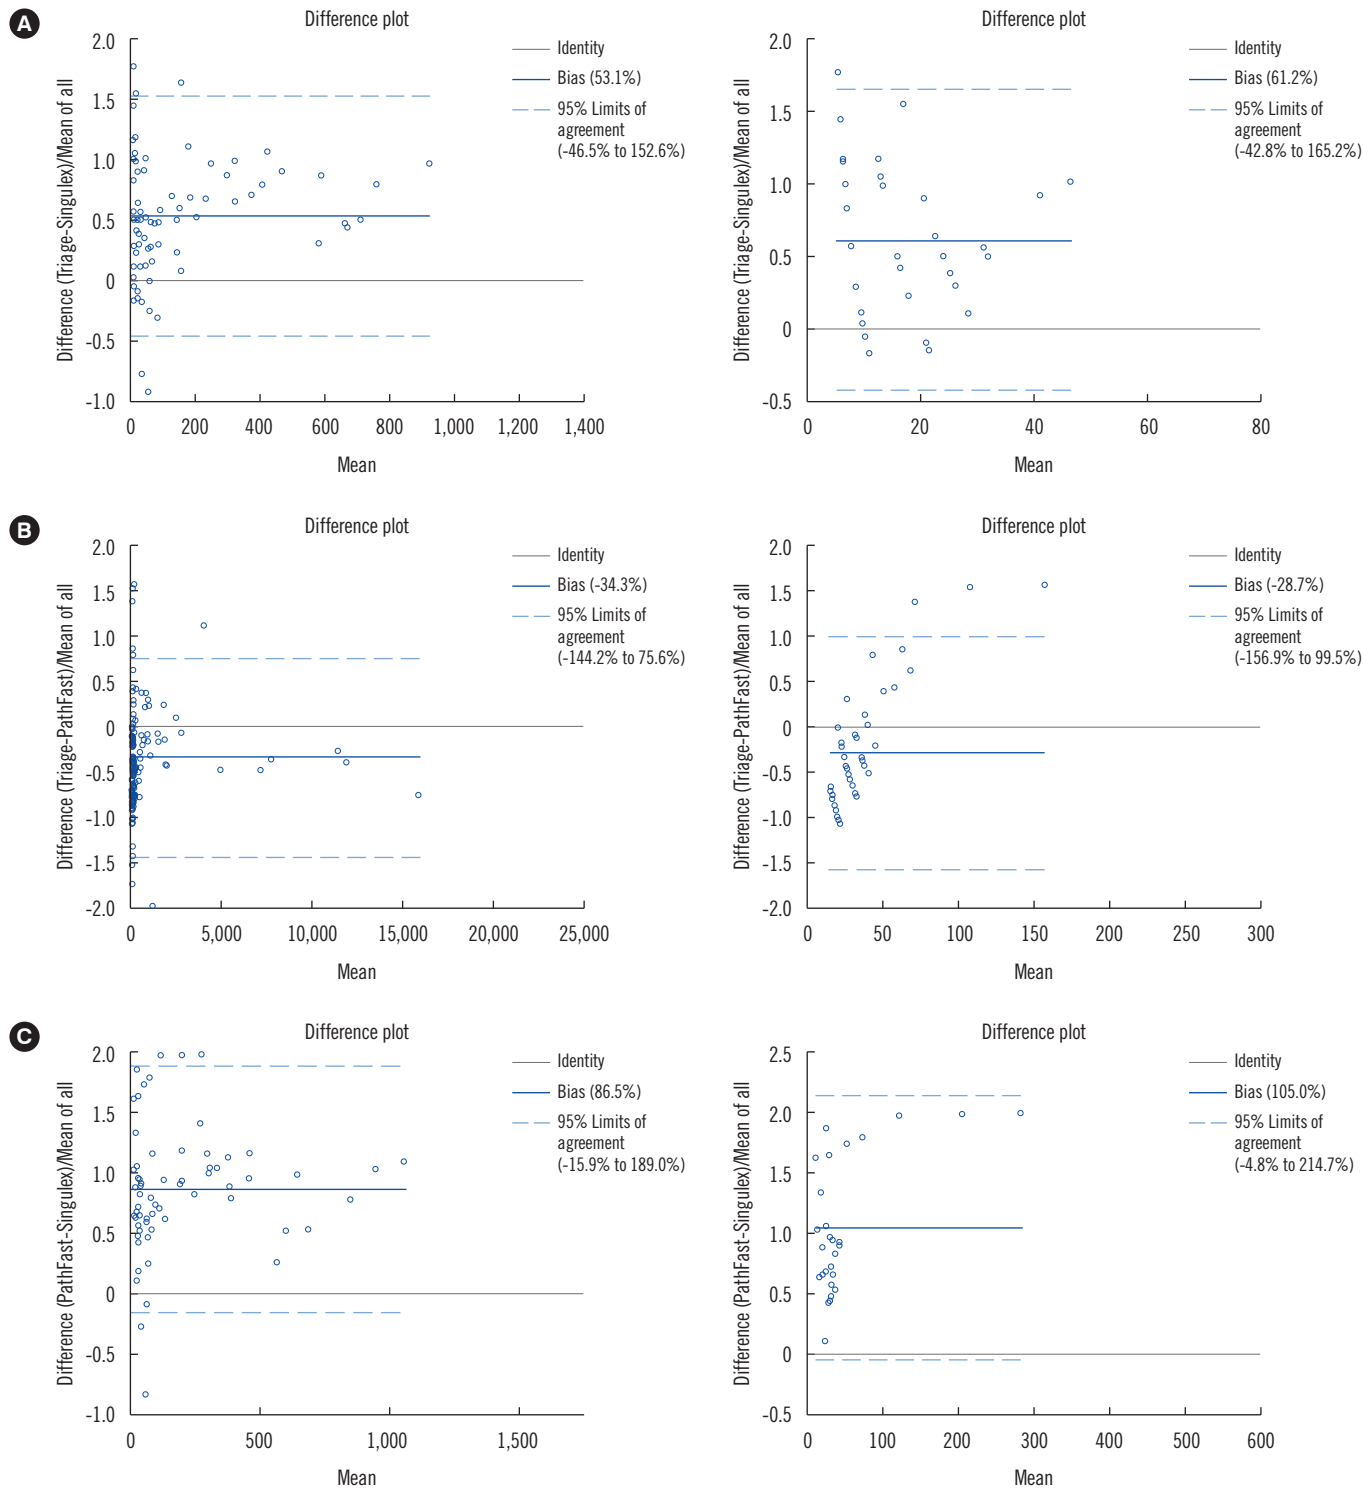 A
Difference plot
Difference (Triage-Singulex)/Mean of all
2.0
1.5
1.0
0.5
0
-0.5
-1.0
0 200 400 600 800 1,000 1,200 1,400
Mean
Identity
Bias (53.1%)
95% Limits of
agreement
(-46.5% to 152.6%)
Difference plot
Difference (Triage-Singulex)/Mean of all
2.0
1.5
1.0
0.5
0
-0.5
0 20 40 60 80
Mean
Identity
Bias (61.2%)
95% Limits of
agreement
(-42.8% to 165.2%)
B
Difference plot
Difference (Triage-PathFast)/Mean of all
2.0
1.5
1.0
0.5
0
-0.5
-1.0
-1.5
-2.0
0 5,000 10,000 15,000 20,000 25,000
Mean
Identity
Bias (-34.3%)
95% Limits of
agreement
(-144.2% to 75.6%)
Difference plot
Difference (Triage-PathFast)/Mean of all
2.0
1.5
1.0
0.5
0
-0.5
-1.0
-1.5
-2.0
0 50 100 200 200 250 300
Mean
Identity
Bias (-28.7%)
95% Limits of
agreement
(-156.9% to 99.5%)
C
Difference plot
Difference (PathFast-Singulex)/Mean of all
2.0
1.5
1.0
0.5
0
-0.5
-1.0
0 500 1,000 1,500
Mean
Identity
Bias (86.5%)
95% Limits of
agreement
(-15.9% to 189.0%)
Difference plot
Difference (PathFast-Singulex)/Mean of all
2.5
2.0
1.5
1.0
0.5
0
-0.5
0 100 200 300 400 500 600
Mean
Identity
Bias (105.0%)
95% Limits of
agreement
(-4.8% to 214.7%)